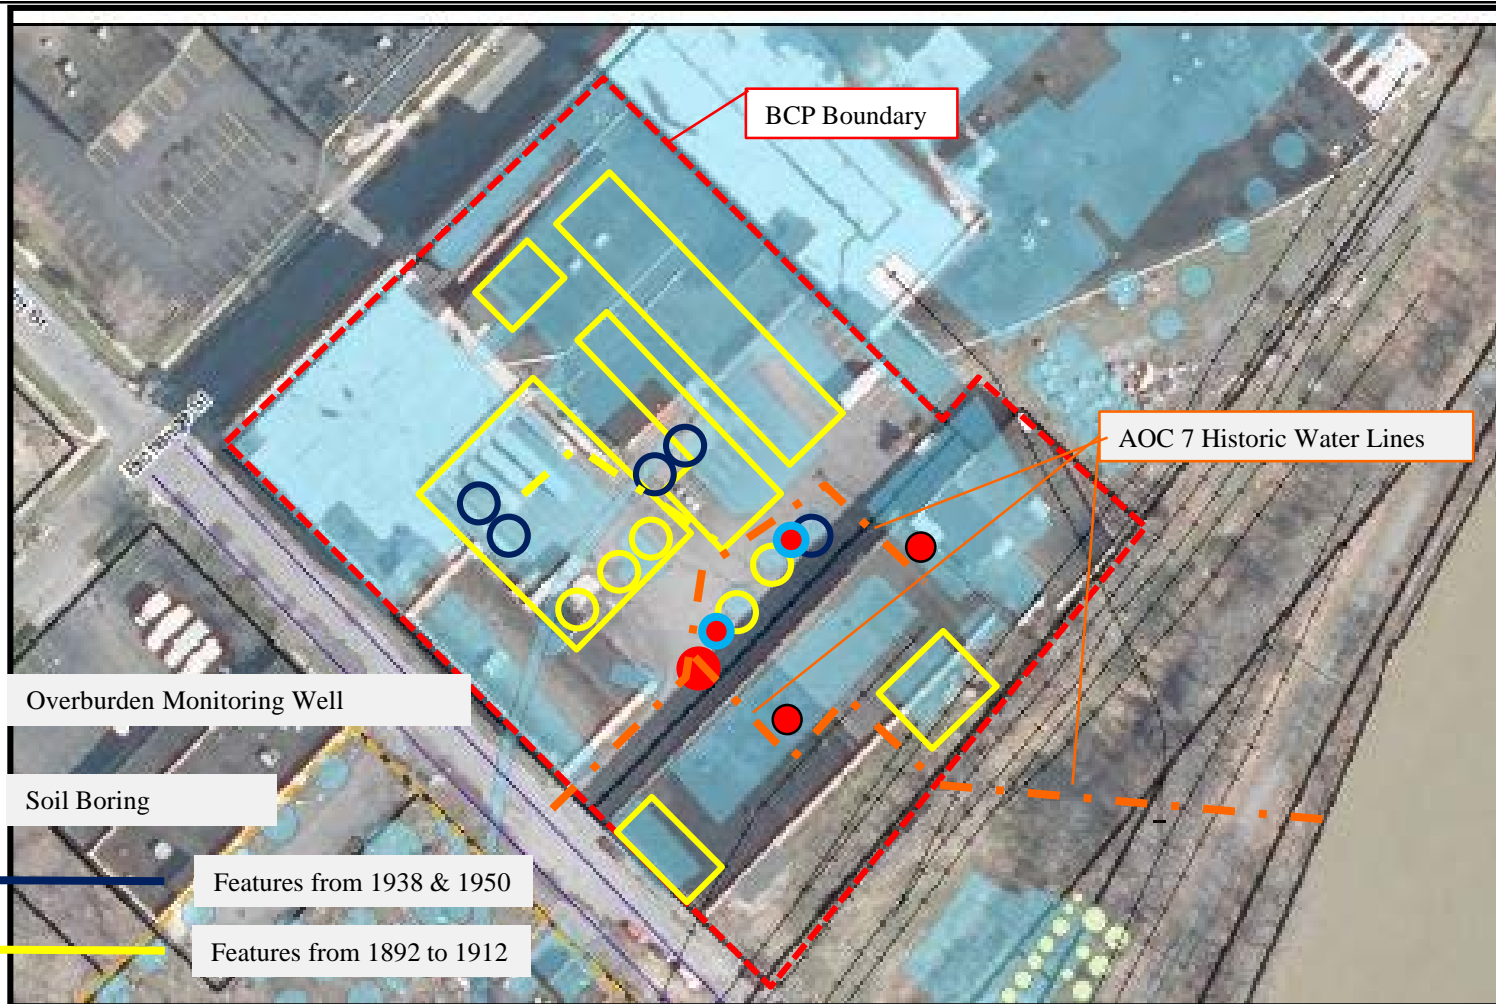 BCP Boundary
AOC 7 Historic Water Lines
Overburden Monitoring Well
Soil Boring
Features from 1938 & 1950
Features from 1892 to 1912